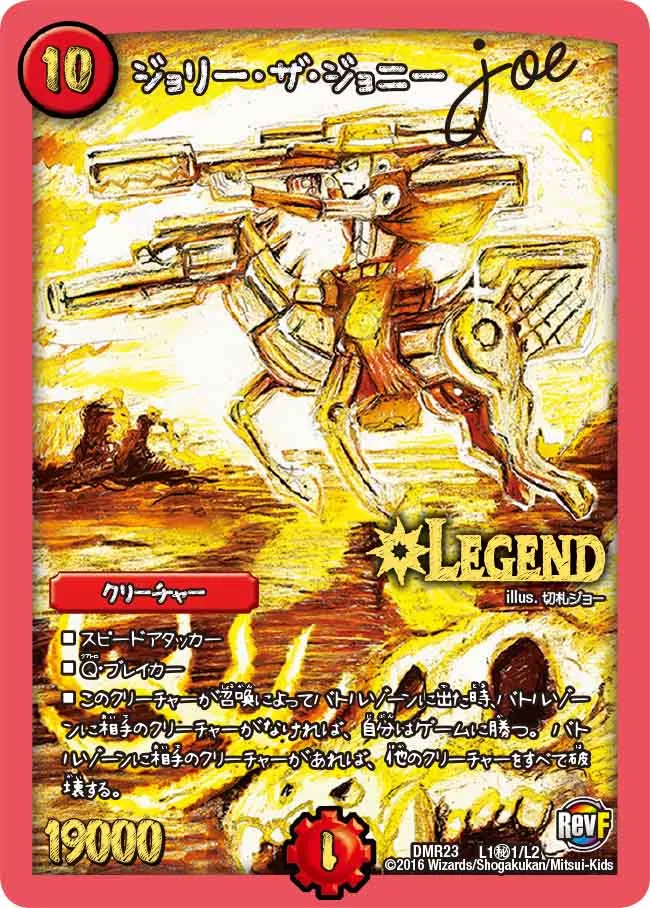 10
ジョリー・ザ・ジョニー joe
LEGEND
illus. 切札ジョー
クリーチャー
■ スピードアタッカー
■ Q・ブレイカー
■ このクリーチャーが召喚によってバトルゾーンに出た時、バトルゾー
ンに相手のクリーチャーがなければ、自分はゲームに勝つ。バト
ルゾーンに相手のクリーチャーがあれば、他のクリーチャーをすべて破
壊する。
19000
1
RevF
DMR23 L1㊙1/L2
©2016 Wizards/Shogakukan/Mitsui-Kids